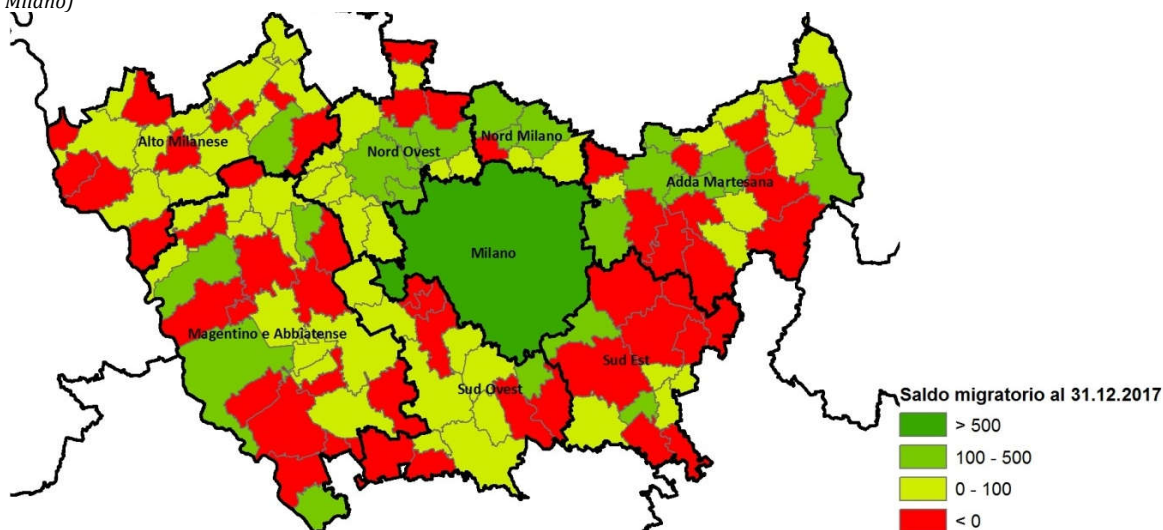 Milano)
Alto Milanese
Nord Ovest
Nord Milano
Adda Martesana
Milano
Magentino e Abbiatense
Sud Ovest
Sud Est
Saldo migratorio al 31.12.2017
> 500
100 - 500
0 - 100
< 0